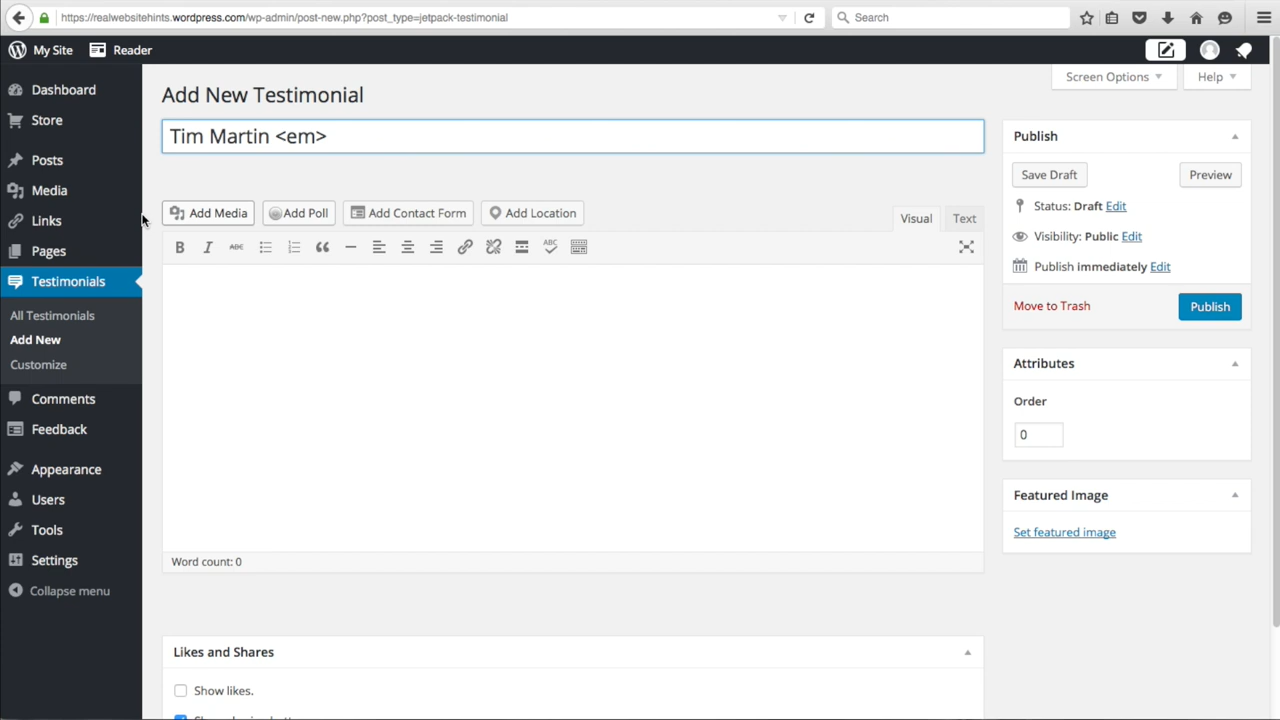 https://realwebsitehints.wordpress.com/wp-admin/post-new.php?post_type=jetpack-testimonial
Search
My Site
Reader
Screen Options
Help
Dashboard
Store
Posts
Media
Links
Pages
Testimonials
All Testimonials
Add New
Customize
Comments
Feedback
Appearance
Users
Tools
Settings
Collapse menu
Add New Testimonial
Tim Martin <em>
Add Media
Add Poll
Add Contact Form
Add Location
Visual
Text
B I ABC
ABC
Word count: 0
Likes and Shares
Show likes.
Publish
Save Draft
Preview
Status: Draft Edit
Visibility: Public Edit
Publish immediately Edit
Move to Trash
Publish
Attributes
Order
0
Featured Image
Set featured image